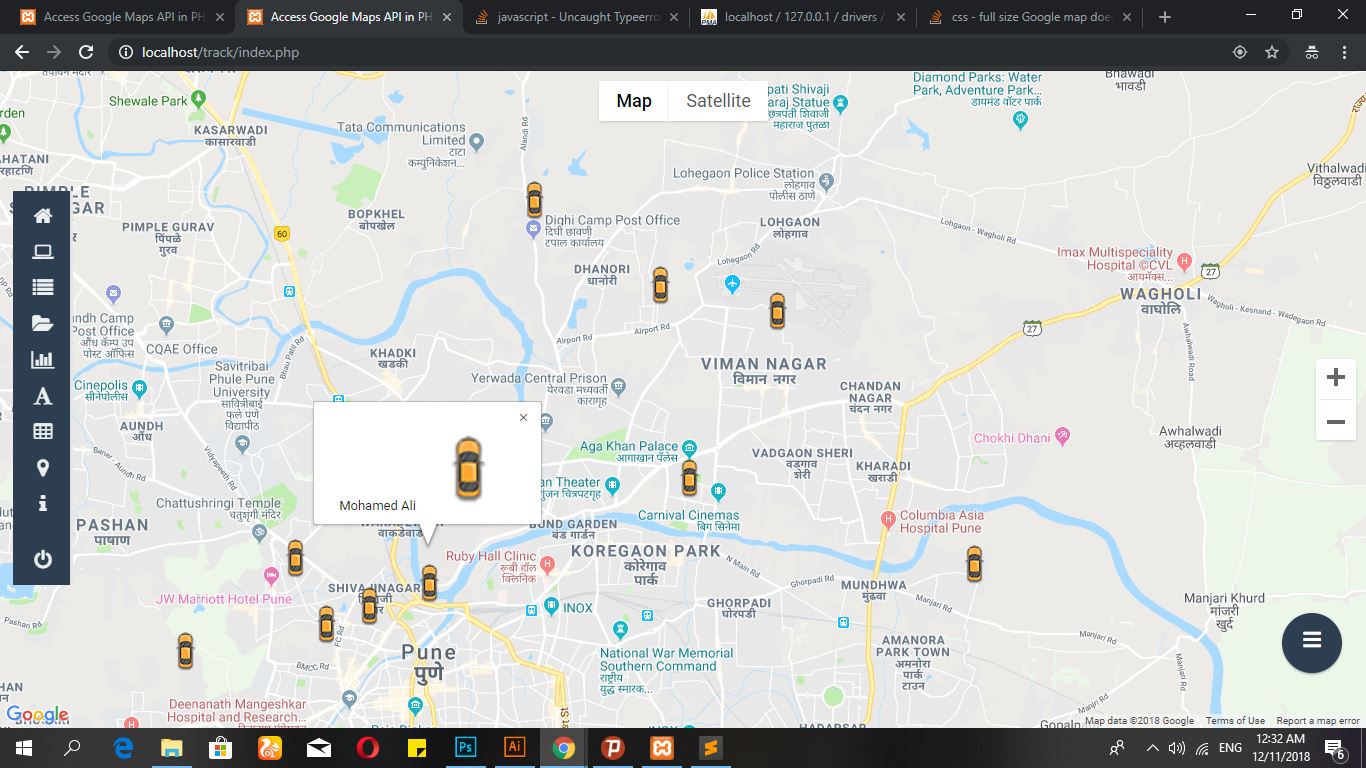 Access Google Maps API in PH
Access Google Maps API in PH
javascript - Uncaught Typeerro
localhost / 127.0.0.1 / drivers /
css - full size Google map doe
localhost/track/index.php
Map
Satellite
Diamond Parks: Water
Park, Adventure Park...
डायमंड वॉटर पार्क
Bhawadi
भावडी
Shewale Park
KASARWADI
कासारवाडी
Tata Communications
Limited
टाटा
कम्युनिकेशन...
Alandi Rd
pati Shivaji
araj Statue
छत्रपती शिवाजी
महाराज पुतळा
Lohegaon Police Station
लोहगाव
पोलीस ठाणे
Vithalwadi
विठ्ठलवाडी
PIMPLE GURAV
पिंपळे
गुरव
BOPKHEL
बोपखेल
60
Dighi Camp Post Office
दिघी छावणी
टपाल कार्यालय
LOHGAON
लोहगाव
Lohegaon Rd
Lohgaon - Wagholi Rd
DHANORI
धानोरी
Imax Multispeciality
Hospital ©CVL
आयमॅक्स...
27
WAGHOLI
वाघोली
Wagholi - Kesnand - Wadegaon Rd
27
Awhalwadi Road
ndh Camp
Post Office
औंध कॅम्प उप
पोस्ट ऑफिस
CQAE Office
Airport Rd
Airport Rd
Bhau Patil Rd
KHADKI
खडकी
Savitribai
Phule Pune
University
सावित्रीबाई
फुले पुणे
विद्यापीठ
Cinepolis
सिनेपोलीस
Yerwada Central Prison
येरवडा मध्यवर्ती
कारागृह
VIMAN NAGAR
विमान नगर
CHANDAN
NAGAR
चंदन नगर
AUNDH
औंध
Baner - Aundh Rd
Vidyapeeth Rd
Aga Khan Palace
आगाखान पॅलेस
VADGAON SHERI
वडगाव
शेरी
KHARADI
खराडी
Chokhi Dhani
Awhalwadi
अव्हलवाडी
Mohamed Ali
Chattushringi Temple
चतुःशृंगी मंदिर
PASHAN
पाषाण
an Theater
गुंजन चित्रपटगृह
Carnival Cinemas
बिग सिनेमा
BUND GARDEN
बंड गार्डन
Columbia Asia
Hospital Pune
Ruby Hall Clinic
रूबी हॉल
क्लिनिक
KOREGAON PARK
कोरेगाव
पार्क
N Main Rd
Ghorpadi Rd
JW Marriott Hotel Pune
SHIVAJINAGAR
INOX
GHORPADI
घोरपडी
MUNDHWA
मुंढवा
Manjari Rd
Manjari Khurd
मांजरी
खुर्द
Pashan Rd
FC Rd
BMCC Rd
Pune
पुणे
National War Memorial
Southern Command
राष्ट्रीय
युद्ध स्मारक...
AMANORA
PARK TOWN
अमनोरा
पार्क
टाउन
Manjari Rd
Manjri Rd
Deenanath Mangeshkar
Hospital and Research...
HADAPSAR
Google
Map data ©2018 Google
Terms of Use
Report a map error
ENG
12:32 AM
12/11/2018
6